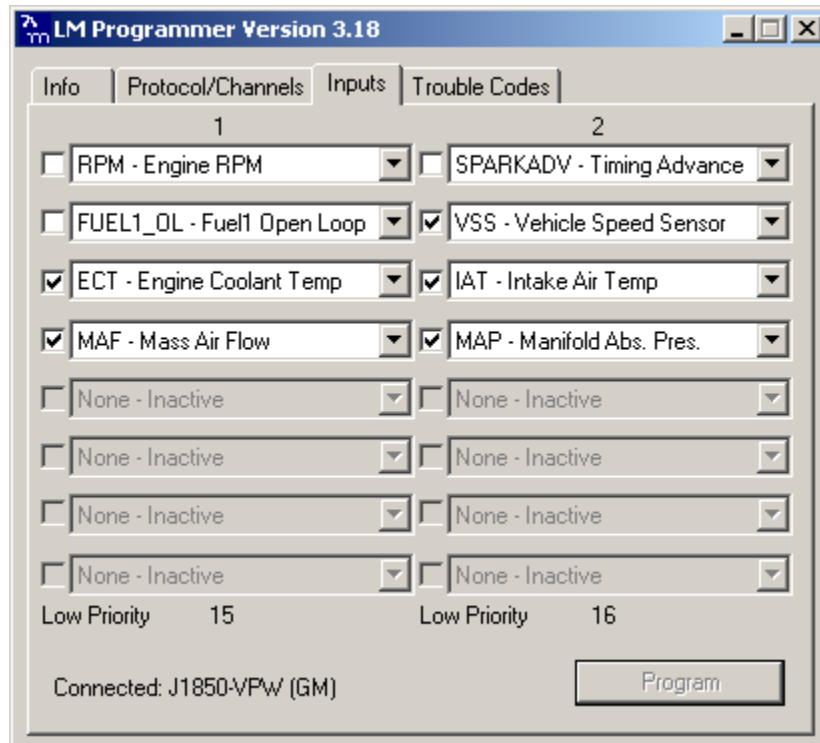 LM Programmer Version 3.18
Info Protocol/Channels Inputs Trouble Codes
1 2
RPM - Engine RPM SPARKADV - Timing Advance
FUEL1_OL - Fuel1 Open Loop VSS - Vehicle Speed Sensor
ECT - Engine Coolant Temp IAT - Intake Air Temp
MAF - Mass Air Flow MAP - Manifold Abs. Pres.
None - Inactive None - Inactive
None - Inactive None - Inactive
None - Inactive None - Inactive
None - Inactive None - Inactive
Low Priority 15 Low Priority 16
Connected: J1850-VPW (GM) Program